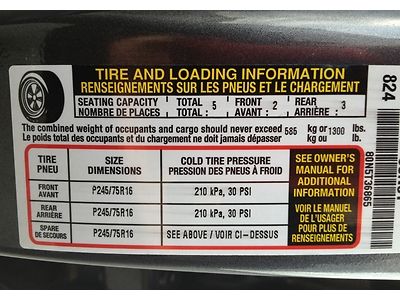 TIRE AND LOADING INFORMATION
RENSEIGNEMENTS SUR LES PNEUS ET LE CHARGEMENT
SEATING CAPACITY TOTAL : 5 FRONT : 2 REAR : 3
NOMBRE DE PLACES TOTAL : 5 AVANT : 2 ARRIÈRE : 3
The combined weight of occupants and cargo should never exceed 585 kg or 1300 lbs.
Le poids total des occupants et du chargement ne doit jamais dépasser kg ou lb.
TIRE SIZE COLD TIRE PRESSURE
PNEU DIMENSIONS PRESSION DES PNEUS À FROID
FRONT
AVANT P245/75R16 210 kPa, 30 PSI
REAR
ARRIÈRE P245/75R16 210 kPa, 30 PSI
SPARE
DE SECOURS P245/75R16 SEE ABOVE / VOIR CI-DESSUS
SEE OWNER'S
MANUAL FOR
ADDITIONAL
INFORMATION
VOIR LE MANUEL
DE L'USAGER
POUR PLUS DE
RENSEIGNEMENTS
824
80N5T36865